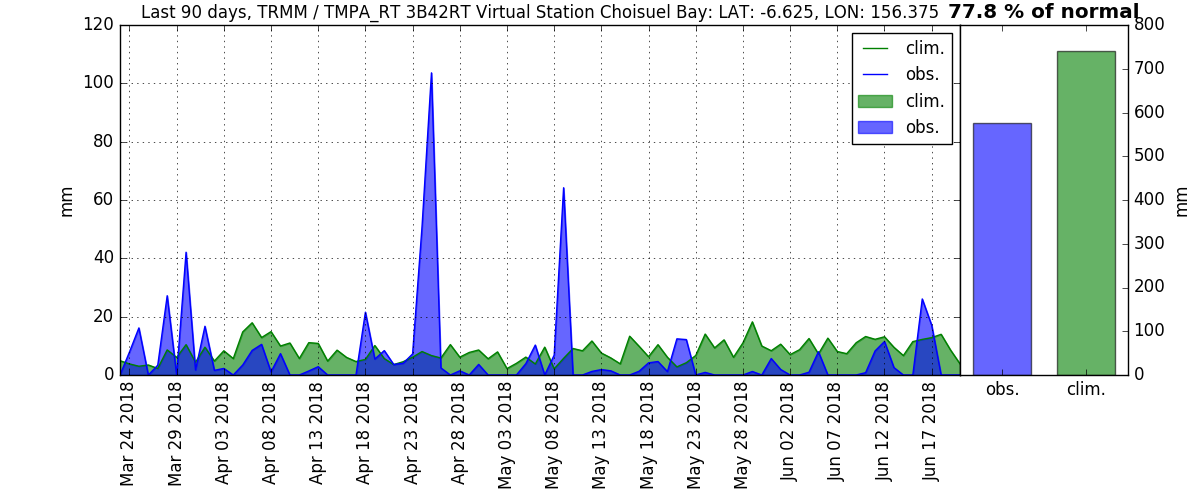 Last 90 days, TRMM / TMPA_RT 3B42RT Virtual Station Choisuel Bay: LAT: -6.625, LON: 156.375 77.8 % of normal
120
100
80
60
40
20
0
mm
clim.
obs.
clim.
obs.
800
700
600
500
400
300
200
100
0
mm
obs.
clim.
Mar 24 2018
Mar 29 2018
Apr 03 2018
Apr 08 2018
Apr 13 2018
Apr 18 2018
Apr 23 2018
Apr 28 2018
May 03 2018
May 08 2018
May 13 2018
May 18 2018
May 23 2018
May 28 2018
Jun 02 2018
Jun 07 2018
Jun 12 2018
Jun 17 2018